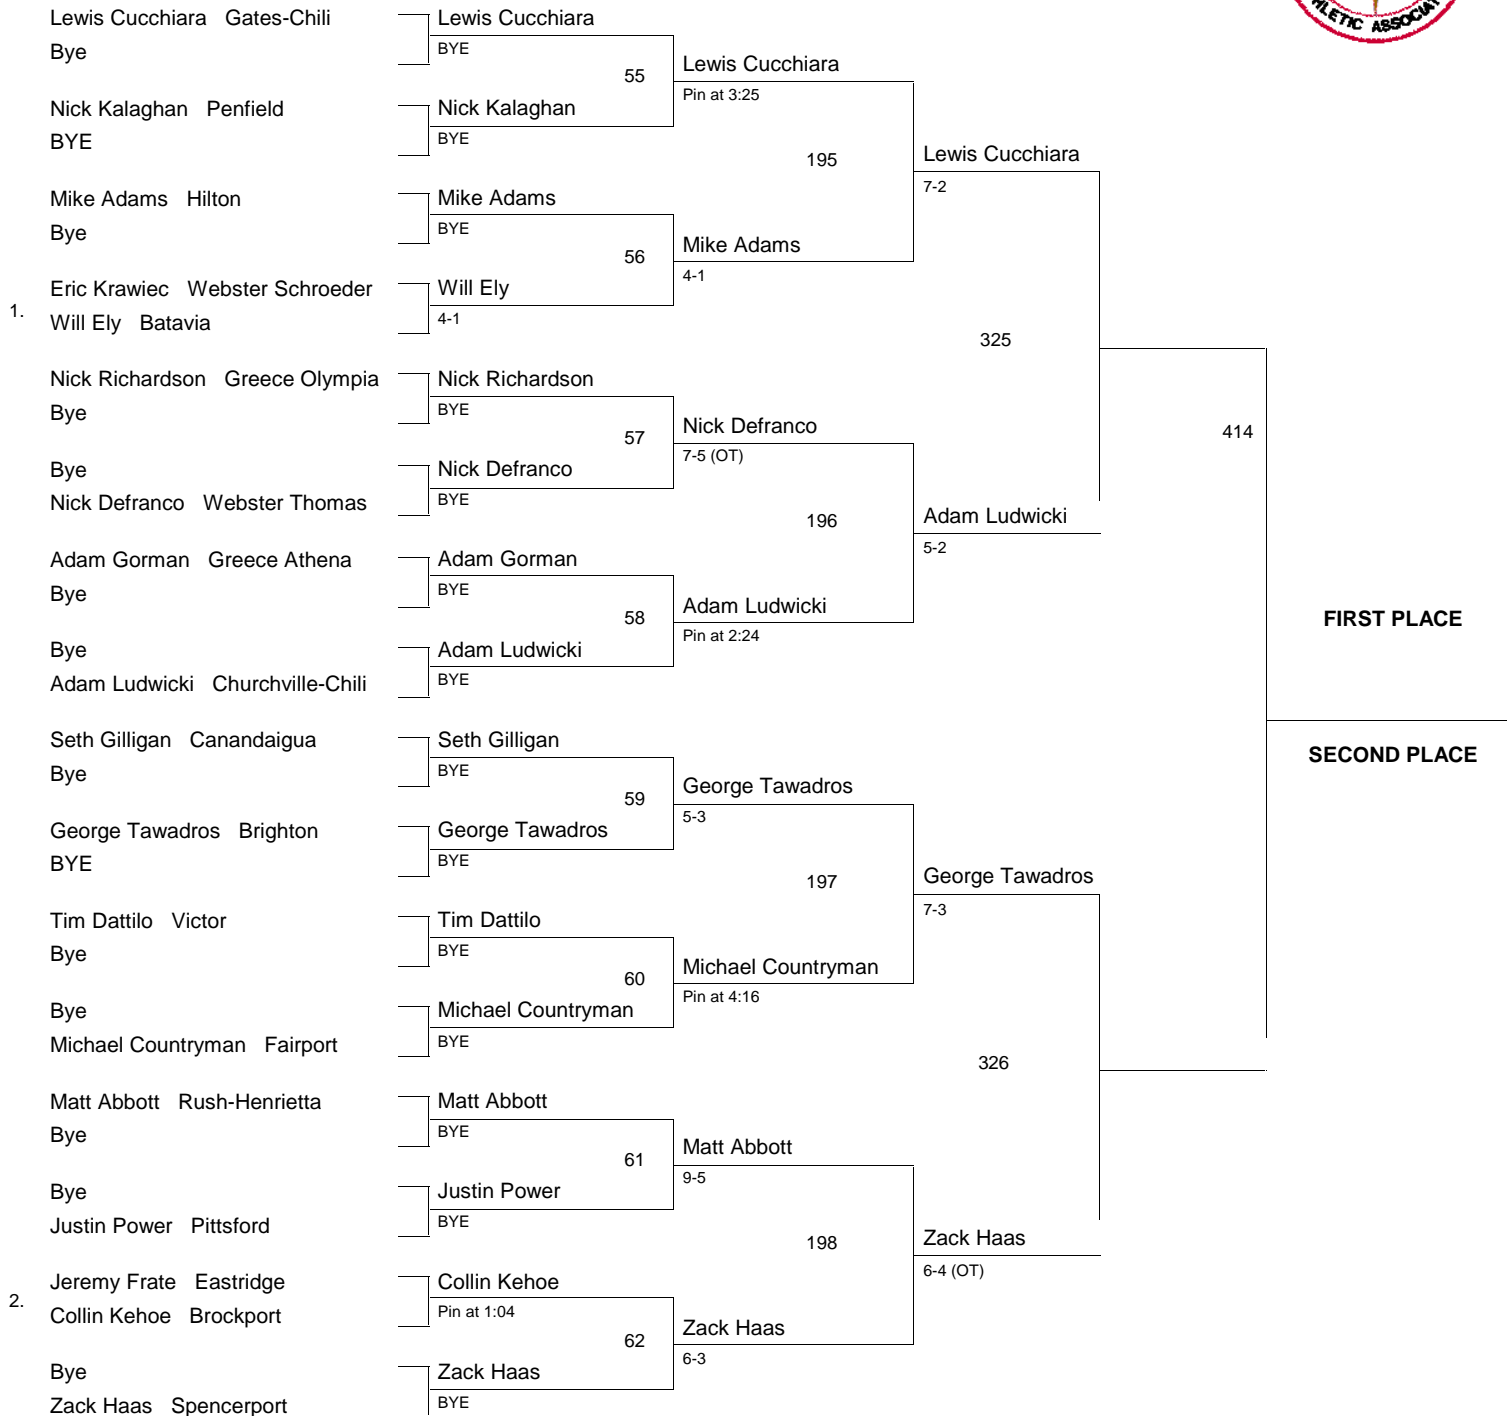 HLETIC ASSOCIAT
Lewis Cucchiara Gates-Chili
Bye
Nick Kalaghan Penfield
BYE
Mike Adams Hilton
Bye
1.
Eric Krawiec Webster Schroeder
Will Ely Batavia
Nick Richardson Greece Olympia
Bye
Bye
Nick Defranco Webster Thomas
Adam Gorman Greece Athena
Bye
Bye
Adam Ludwicki Churchville-Chili
Seth Gilligan Canandaigua
Bye
George Tawadros Brighton
BYE
Tim Dattilo Victor
Bye
Bye
Michael Countryman Fairport
Matt Abbott Rush-Henrietta
Bye
Bye
Justin Power Pittsford
2.
Jeremy Frate Eastridge
Collin Kehoe Brockport
Bye
Zack Haas Spencerport
Lewis Cucchiara
BYE
55
Nick Kalaghan
BYE
Mike Adams
BYE
56
Will Ely
4-1
Nick Richardson
BYE
57
Nick Defranco
BYE
Adam Gorman
BYE
58
Adam Ludwicki
BYE
Seth Gilligan
BYE
59
George Tawadros
BYE
Tim Dattilo
BYE
60
Michael Countryman
BYE
Matt Abbott
BYE
61
Justin Power
BYE
Collin Kehoe
Pin at 1:04
62
Zack Haas
BYE
Lewis Cucchiara
Pin at 3:25
195
Mike Adams
4-1
Nick Defranco
7-5 (OT)
196
Adam Ludwicki
Pin at 2:24
George Tawadros
5-3
197
Michael Countryman
Pin at 4:16
Matt Abbott
9-5
198
Zack Haas
6-3
Lewis Cucchiara
7-2
325
Adam Ludwicki
5-2
George Tawadros
7-3
326
Zack Haas
6-4 (OT)
414
FIRST PLACE
SECOND PLACE